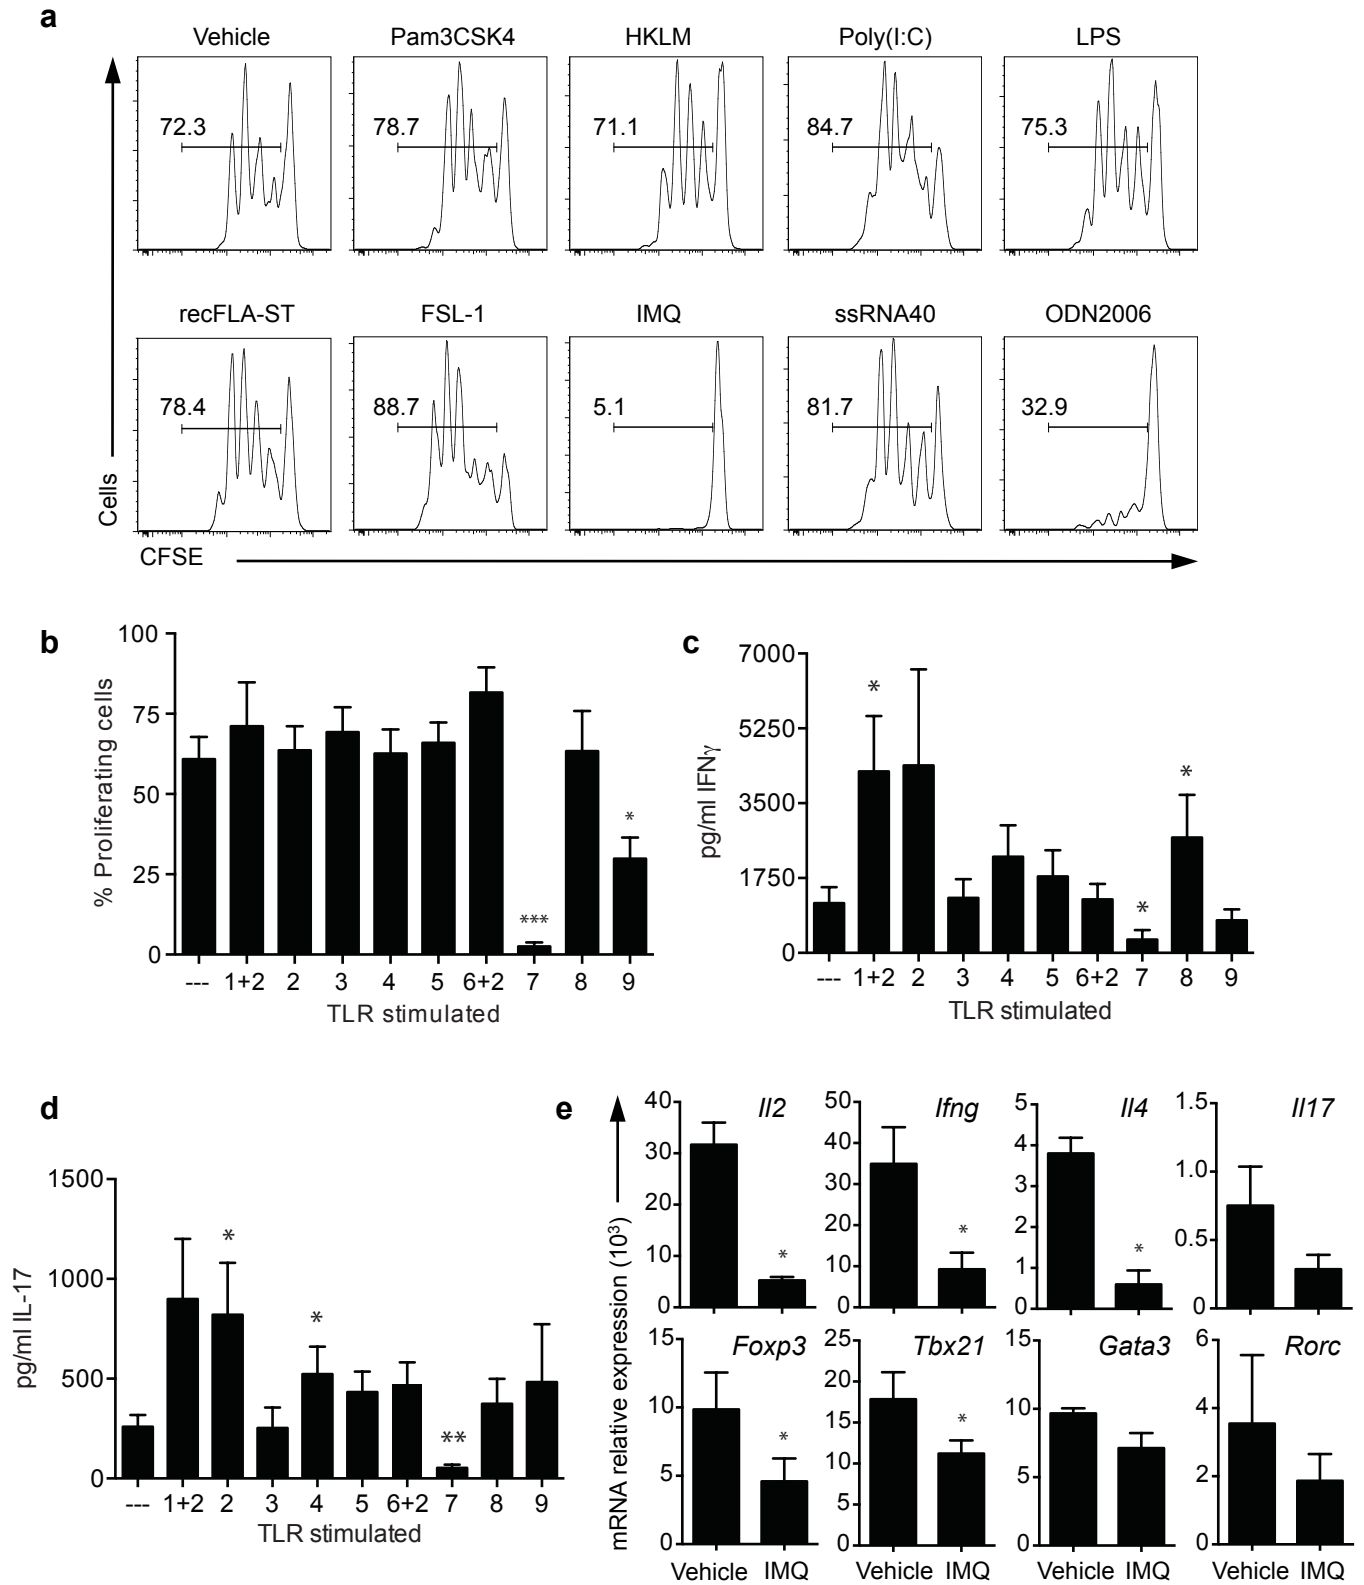 a
Vehicle Pam3CSK4 HKLM Poly(I:C) LPS
72.3 78.7 71.1 84.7 75.3
recFLA-ST FSL-1 IMQ ssRNA40 ODN2006
78.4 88.7 5.1 81.7 32.9
Cells
CFSE
b
% Proliferating cells
100
75
50
25
0
*** *
--- 1+2 2 3 4 5 6+2 7 8 9
TLR stimulated
c
pg/ml IFNγ
7000
5250
3500
1750
0
* * *
--- 1+2 2 3 4 5 6+2 7 8 9
TLR stimulated
d
pg/ml IL-17
1500
1000
500
0
* * **
--- 1+2 2 3 4 5 6+2 7 8 9
TLR stimulated
e
mRNA relative expression (10³)
Il2
40
30
20
10
0
*
Ifng
50
40
30
20
10
0
*
Il4
5
4
3
2
1
0
*
Il17
1.5
1.0
0.5
0
Foxp3
15
10
5
0
*
Tbx21
25
20
15
10
5
0
*
Gata3
15
10
5
0
Rorc
6
4
2
0
Vehicle IMQ Vehicle IMQ Vehicle IMQ Vehicle IMQ